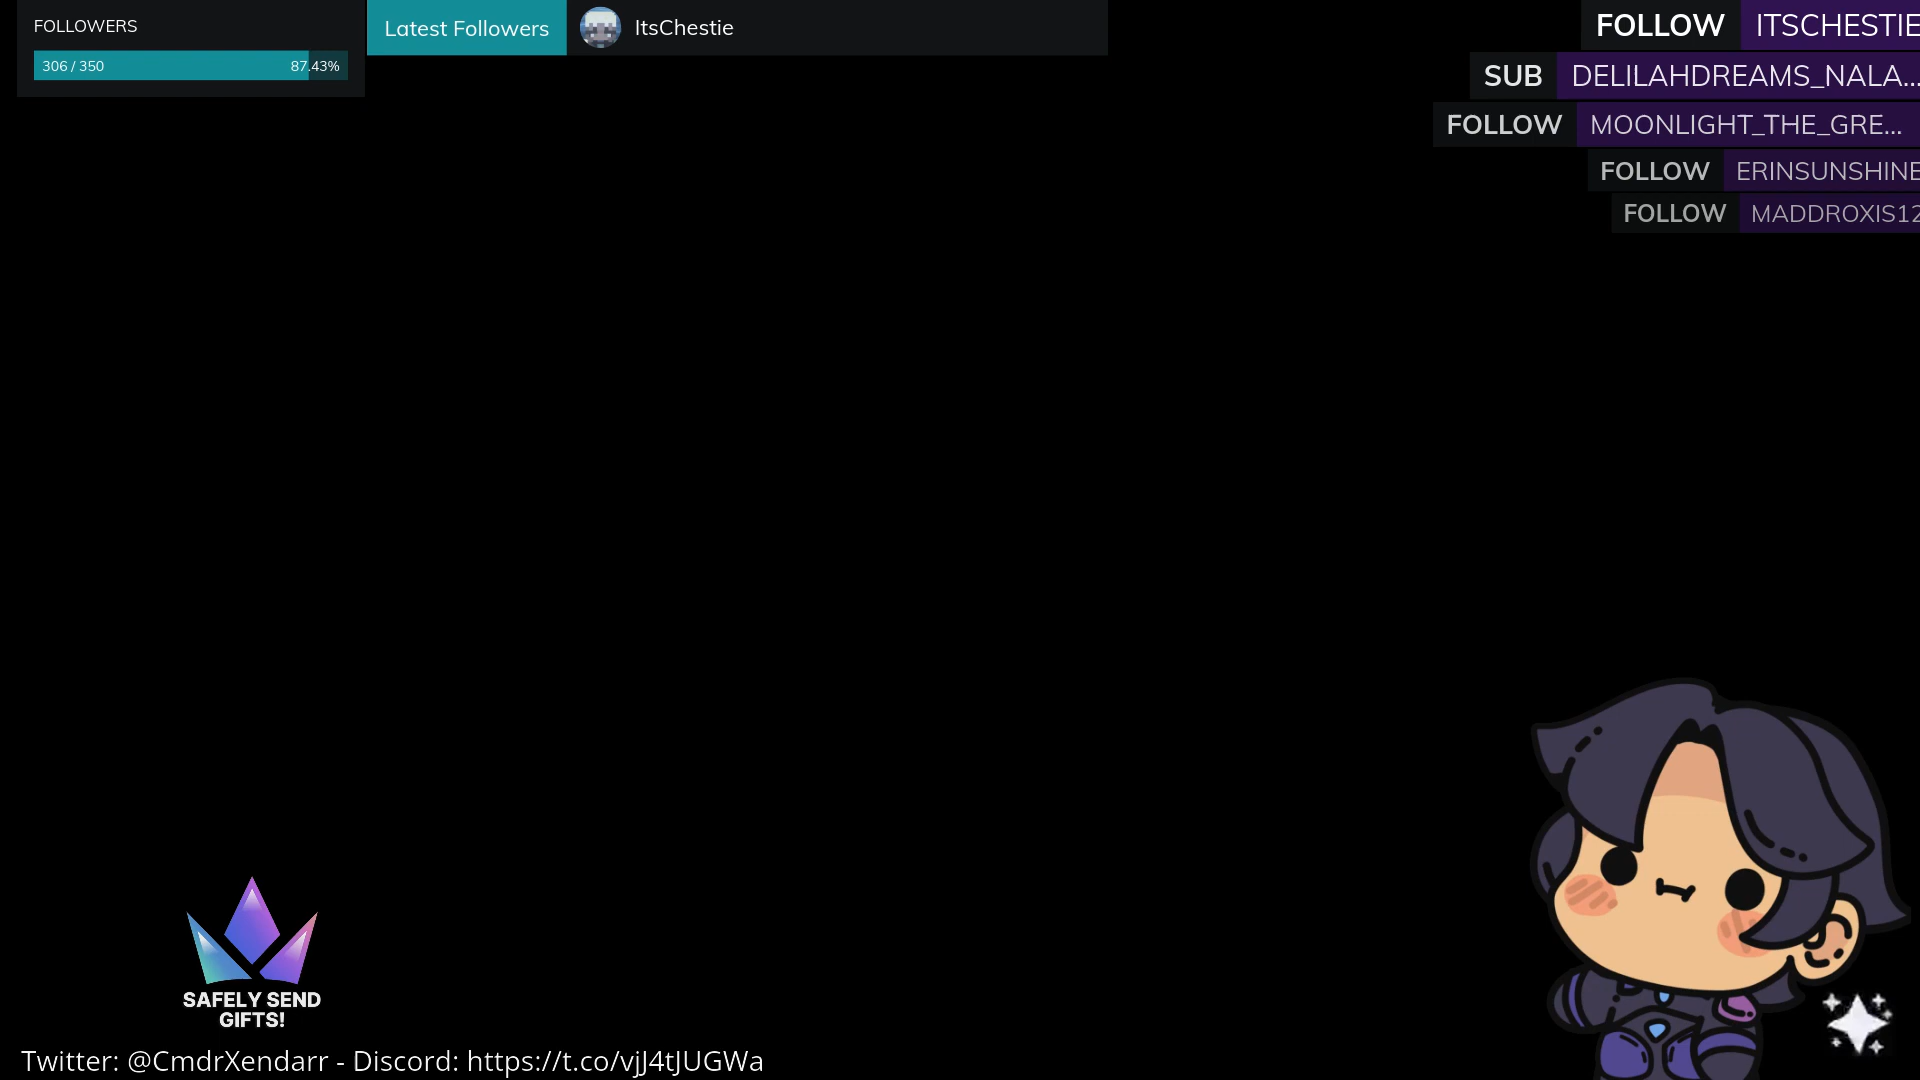 FOLLOWERS
306 / 350 87.43%
Latest Followers ItsChestie
FOLLOW ITSCHESTIE
SUB DELILAHDREAMS_NALA...
FOLLOW MOONLIGHT_THE_GRE...
FOLLOW ERINSUNSHINE
FOLLOW MADDROXIS12
SAFELY SEND
GIFTS!
Twitter: @CmdrXendarr - Discord: https://t.co/vjJ4tJUGWa